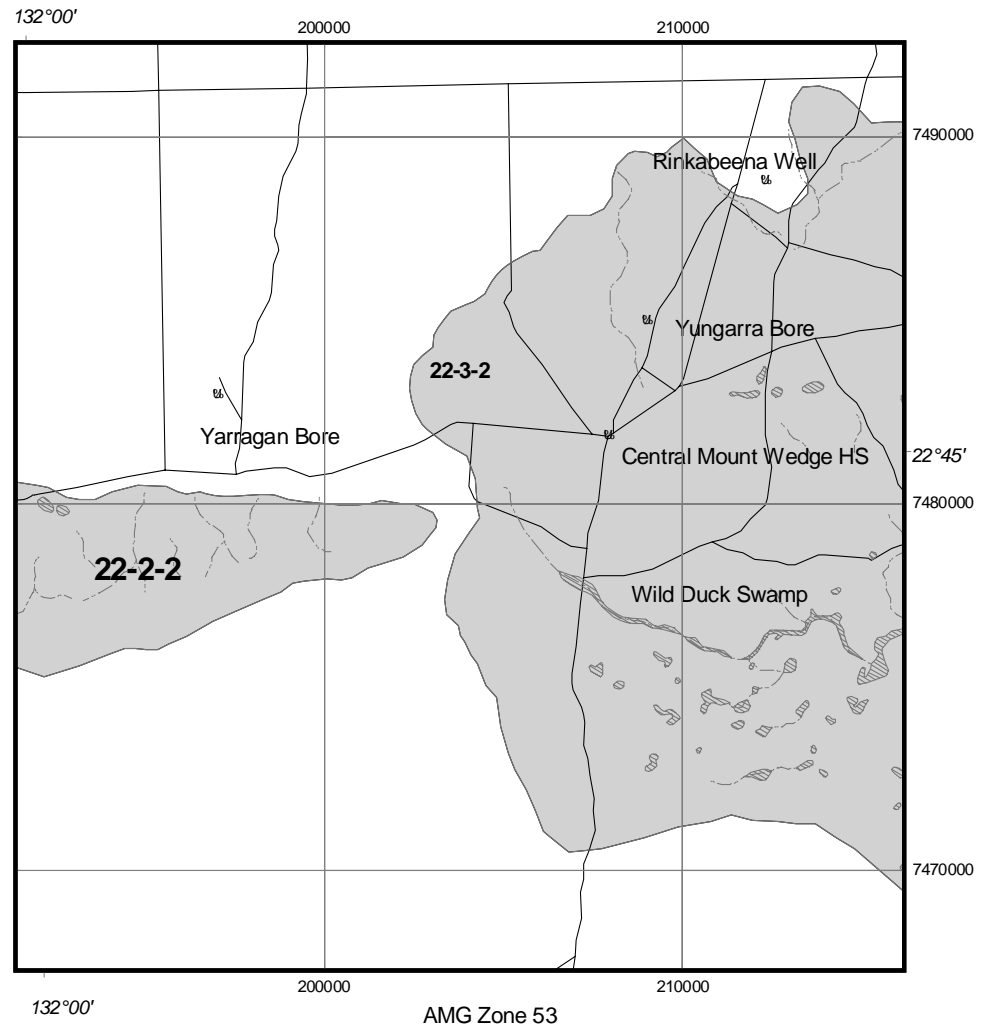 132°00'
200000
210000
7490000
Rinkabeena Well
Yungarra Bore
22-3-2
Yarragan Bore
Central Mount Wedge HS
22°45'
7480000
22-2-2
Wild Duck Swamp
7470000
200000
210000
132°00'
AMG Zone 53